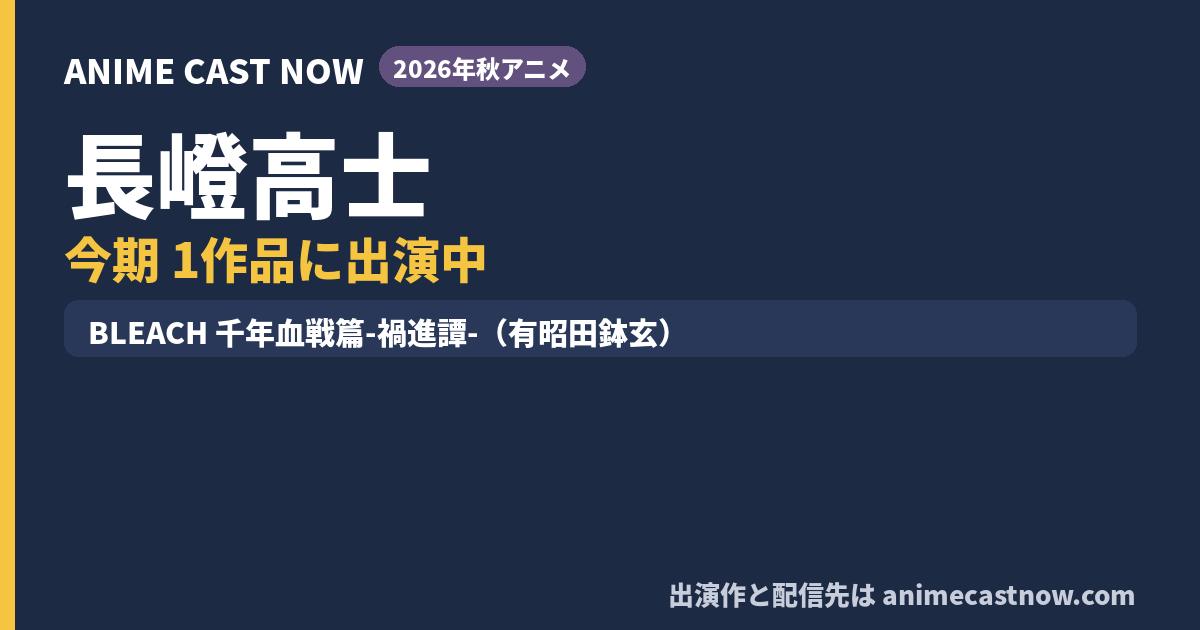 ANIME CAST NOW 2026年秋アニメ
長嶝高士
今期 1作品に出演中
BLEACH 千年血戦篇-禍進譚-（有昭田鉢玄）
出演作と配信先は animecastnow.com